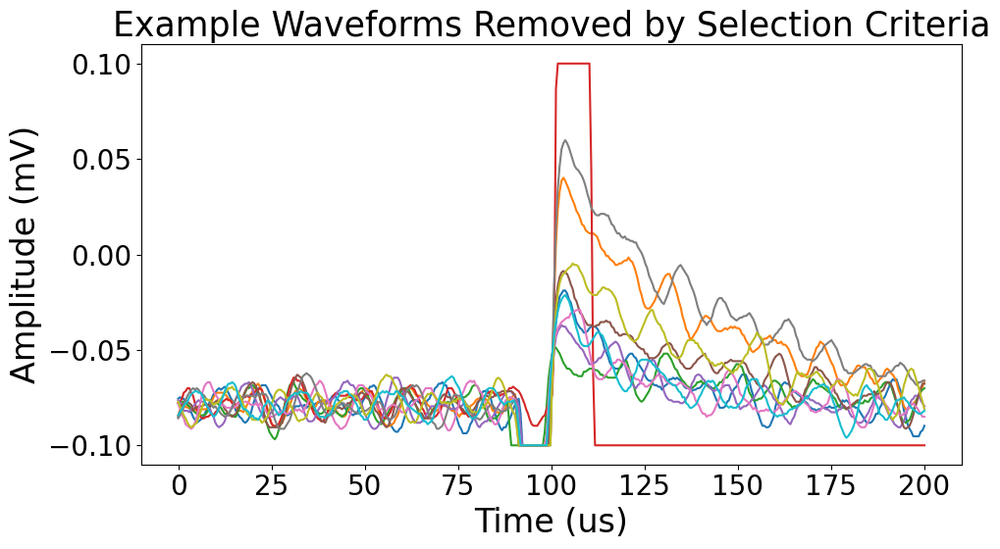 Example Waveforms Removed by Selection Criteria
0.10
0.05
0.00
−0.05
−0.10
Amplitude (mV)
0 25 50 75 100 125 150 175 200
Time (us)